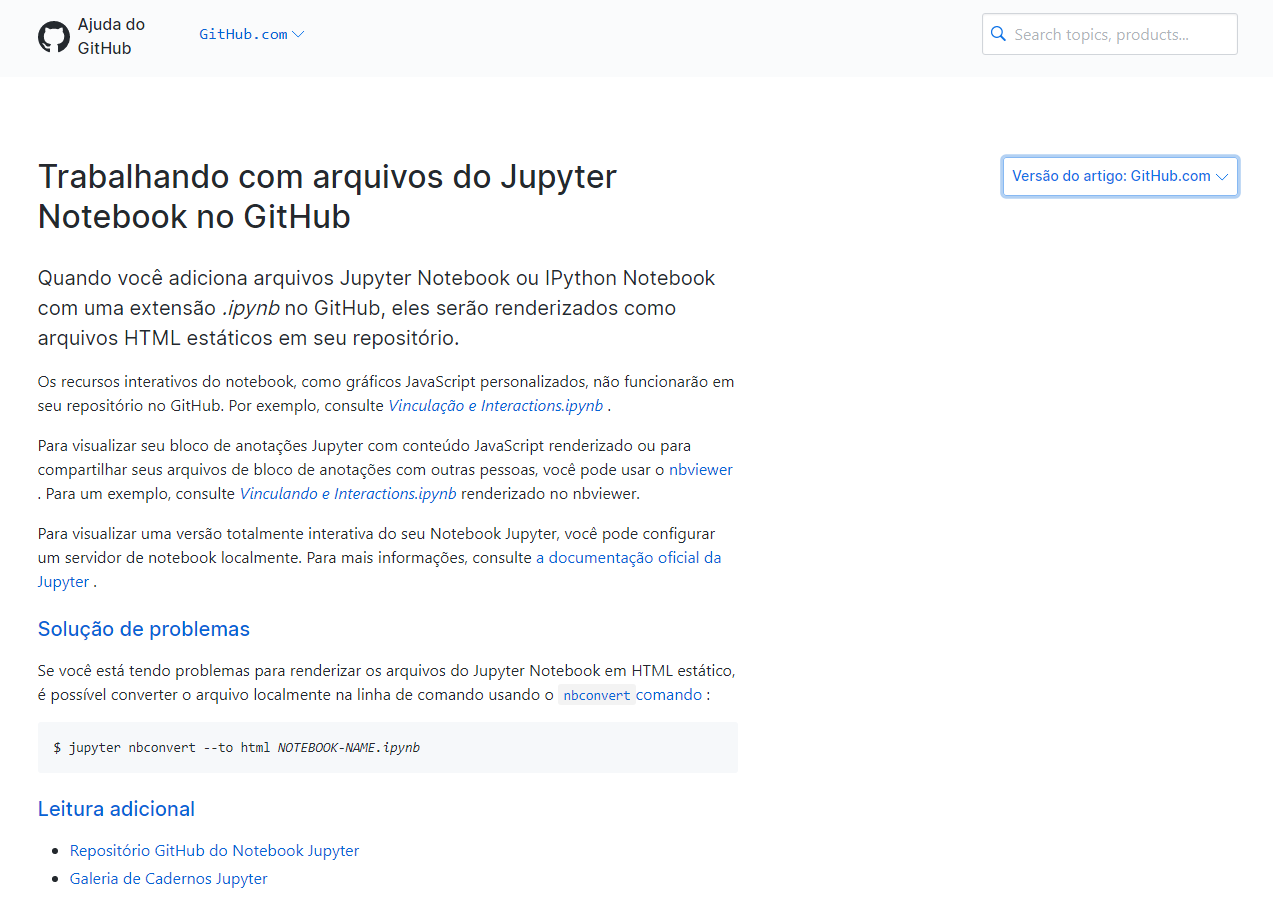 Ajuda do
GitHub
GitHub.com
Search topics, products...
Trabalhando com arquivos do Jupyter
Notebook no GitHub
Versão do artigo: GitHub.com
Quando você adiciona arquivos Jupyter Notebook ou IPython Notebook
com uma extensão .ipynb no GitHub, eles serão renderizados como
arquivos HTML estáticos em seu repositório.
Os recursos interativos do notebook, como gráficos JavaScript personalizados, não funcionarão em
seu repositório no GitHub. Por exemplo, consulte Vinculação e Interactions.ipynb .
Para visualizar seu bloco de anotações Jupyter com conteúdo JavaScript renderizado ou para
compartilhar seus arquivos de bloco de anotações com outras pessoas, você pode usar o nbviewer
. Para um exemplo, consulte Vinculando e Interactions.ipynb renderizado no nbviewer.
Para visualizar uma versão totalmente interativa do seu Notebook Jupyter, você pode configurar
um servidor de notebook localmente. Para mais informações, consulte a documentação oficial da
Jupyter .
Solução de problemas
Se você está tendo problemas para renderizar os arquivos do Jupyter Notebook em HTML estático,
é possível converter o arquivo localmente na linha de comando usando o nbconvert comando :
$ jupyter nbconvert --to html NOTEBOOK-NAME.ipynb
Leitura adicional
Repositório GitHub do Notebook Jupyter
Galeria de Cadernos Jupyter